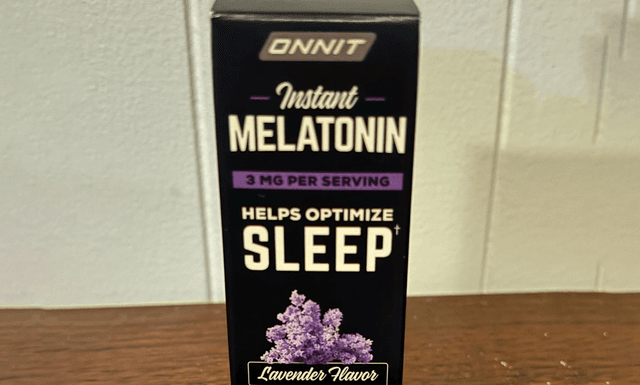 ONNIT
Instant
MELATONIN
3 MG PER SERVING
HELPS OPTIMIZE
SLEEP†
Lavender Flavor